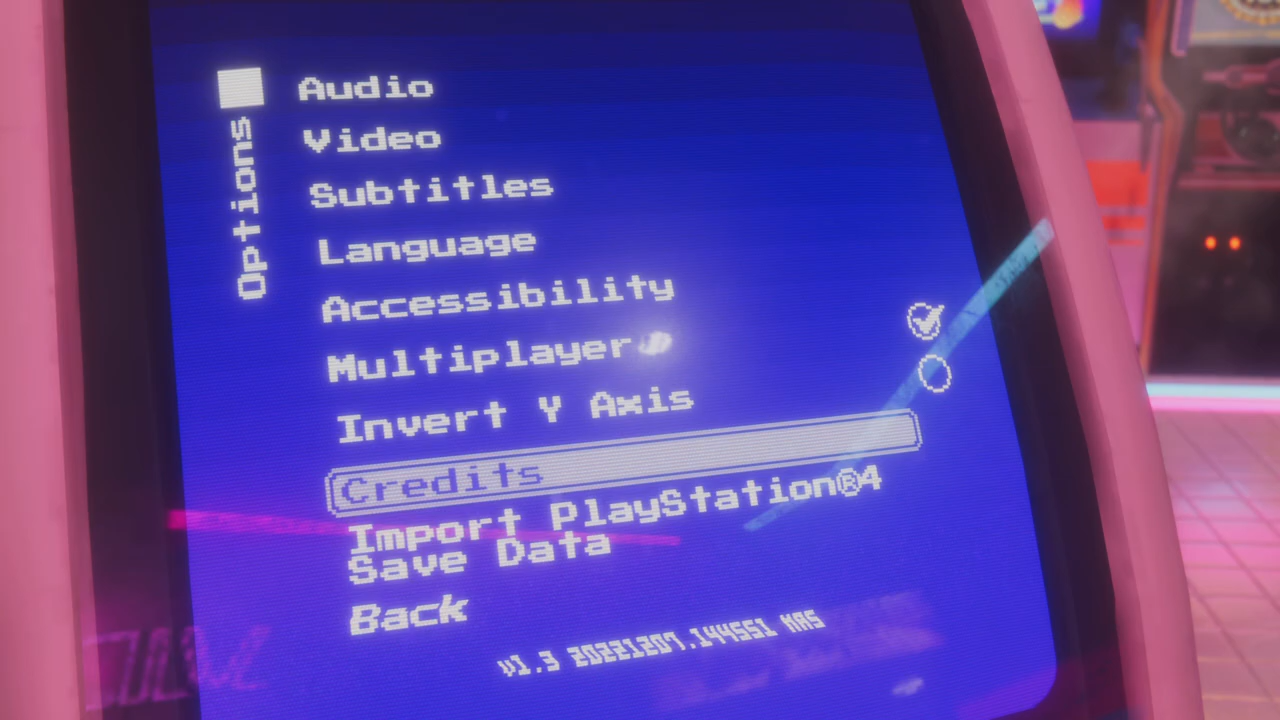 Options
Audio
Video
Subtitles
Language
Accessibility
Multiplayer
Invert Y Axis
Credits
Import PlayStation®4
Save Data
Back
v1.3 20221207.144551 MAS